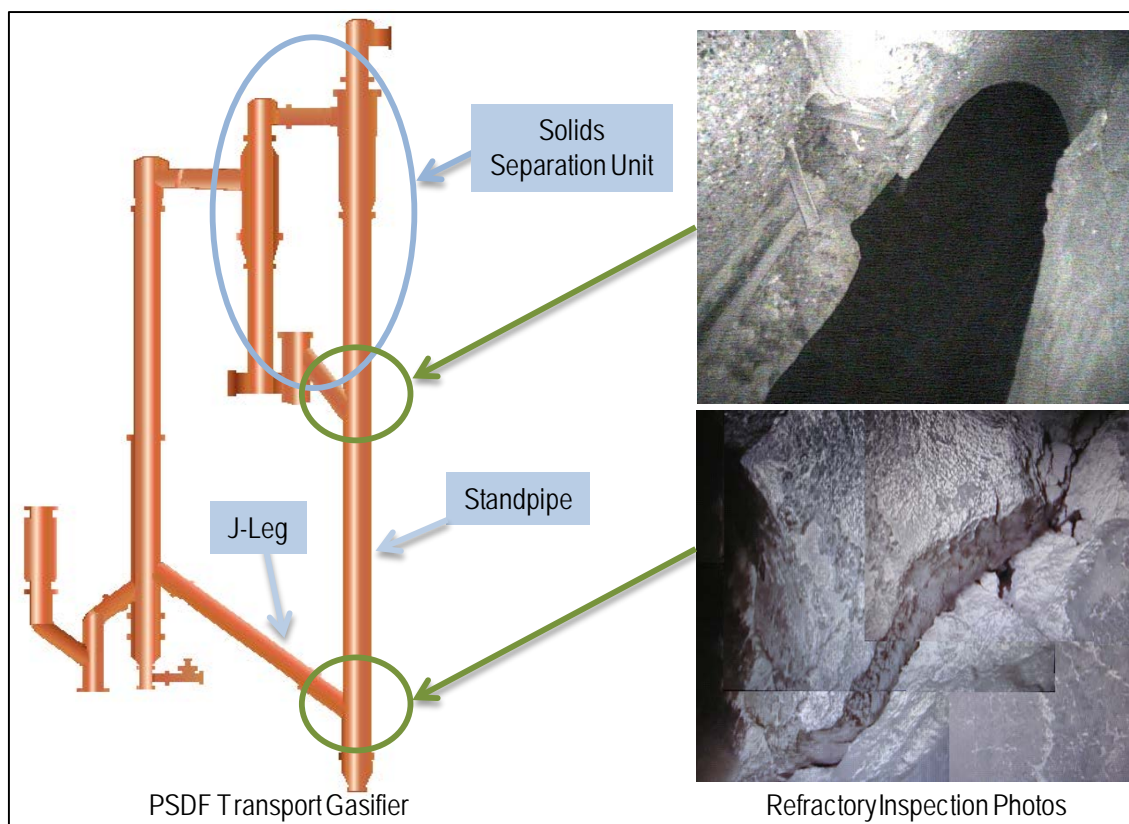 Solids
Separation Unit
Standpipe
J-Leg
PSDF Transport Gasifier
Refractory Inspection Photos